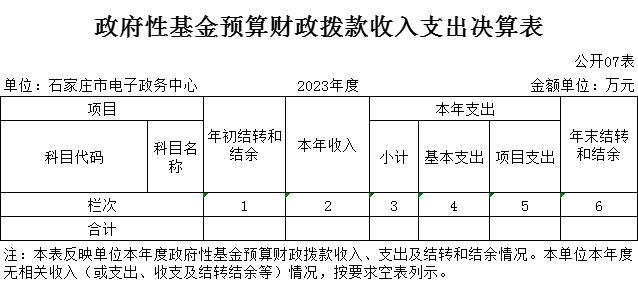 政府性基金预算财政拨款收入支出决算表
公开07表
单位：石家庄市电子政务中心 2023年度 金额单位：万元
项目 年初结转和结余 本年收入 本年支出 年末结转和结余
科目代码 科目名称 小计 基本支出 项目支出
栏次 1 2 3 4 5 6
合计
注：本表反映单位本年度政府性基金预算财政拨款收入、支出及结转和结余情况。本单位本年度
无相关收入（或支出、收支及结转结余等）情况，按要求空表列示。